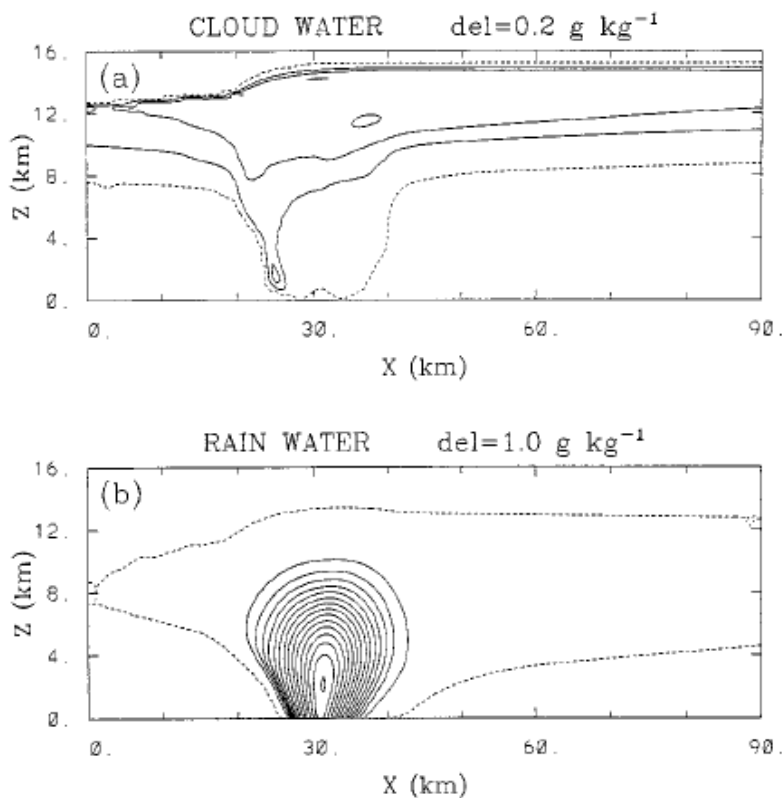 CLOUD WATER del=0.2 g kg⁻¹
16.
(a)
12.
Z (km)
8.
4.
0.
0. 30. 60. 90.
X (km)
RAIN WATER del=1.0 g kg⁻¹
16.
(b)
12.
Z (km)
8.
4.
0.
0. 30. 60. 90.
X (km)